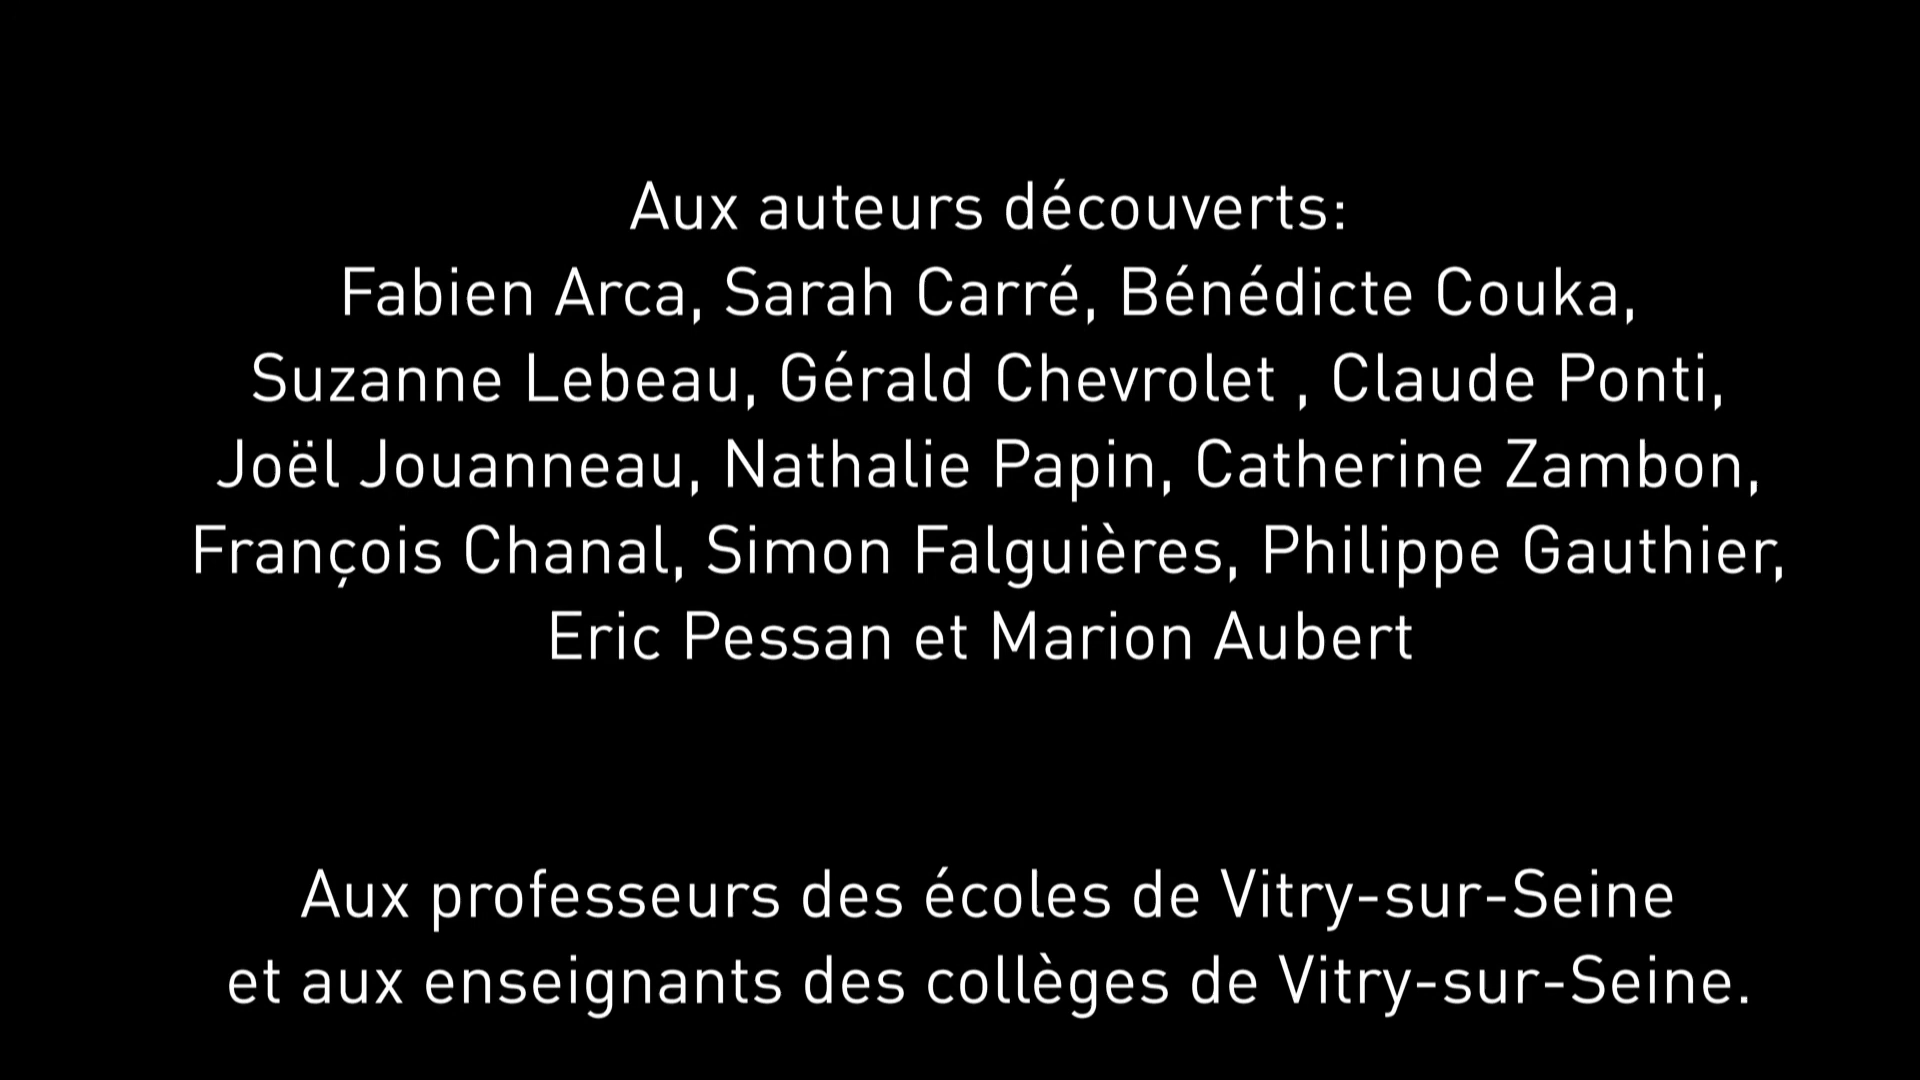 Aux auteurs découverts:
Fabien Arca, Sarah Carré, Bénédicte Couka,
Suzanne Lebeau, Gérald Chevrolet , Claude Ponti,
Joël Jouanneau, Nathalie Papin, Catherine Zambon,
François Chanal, Simon Falguières, Philippe Gauthier,
Eric Pessan et Marion Aubert
Aux professeurs des écoles de Vitry-sur-Seine
et aux enseignants des collèges de Vitry-sur-Seine.